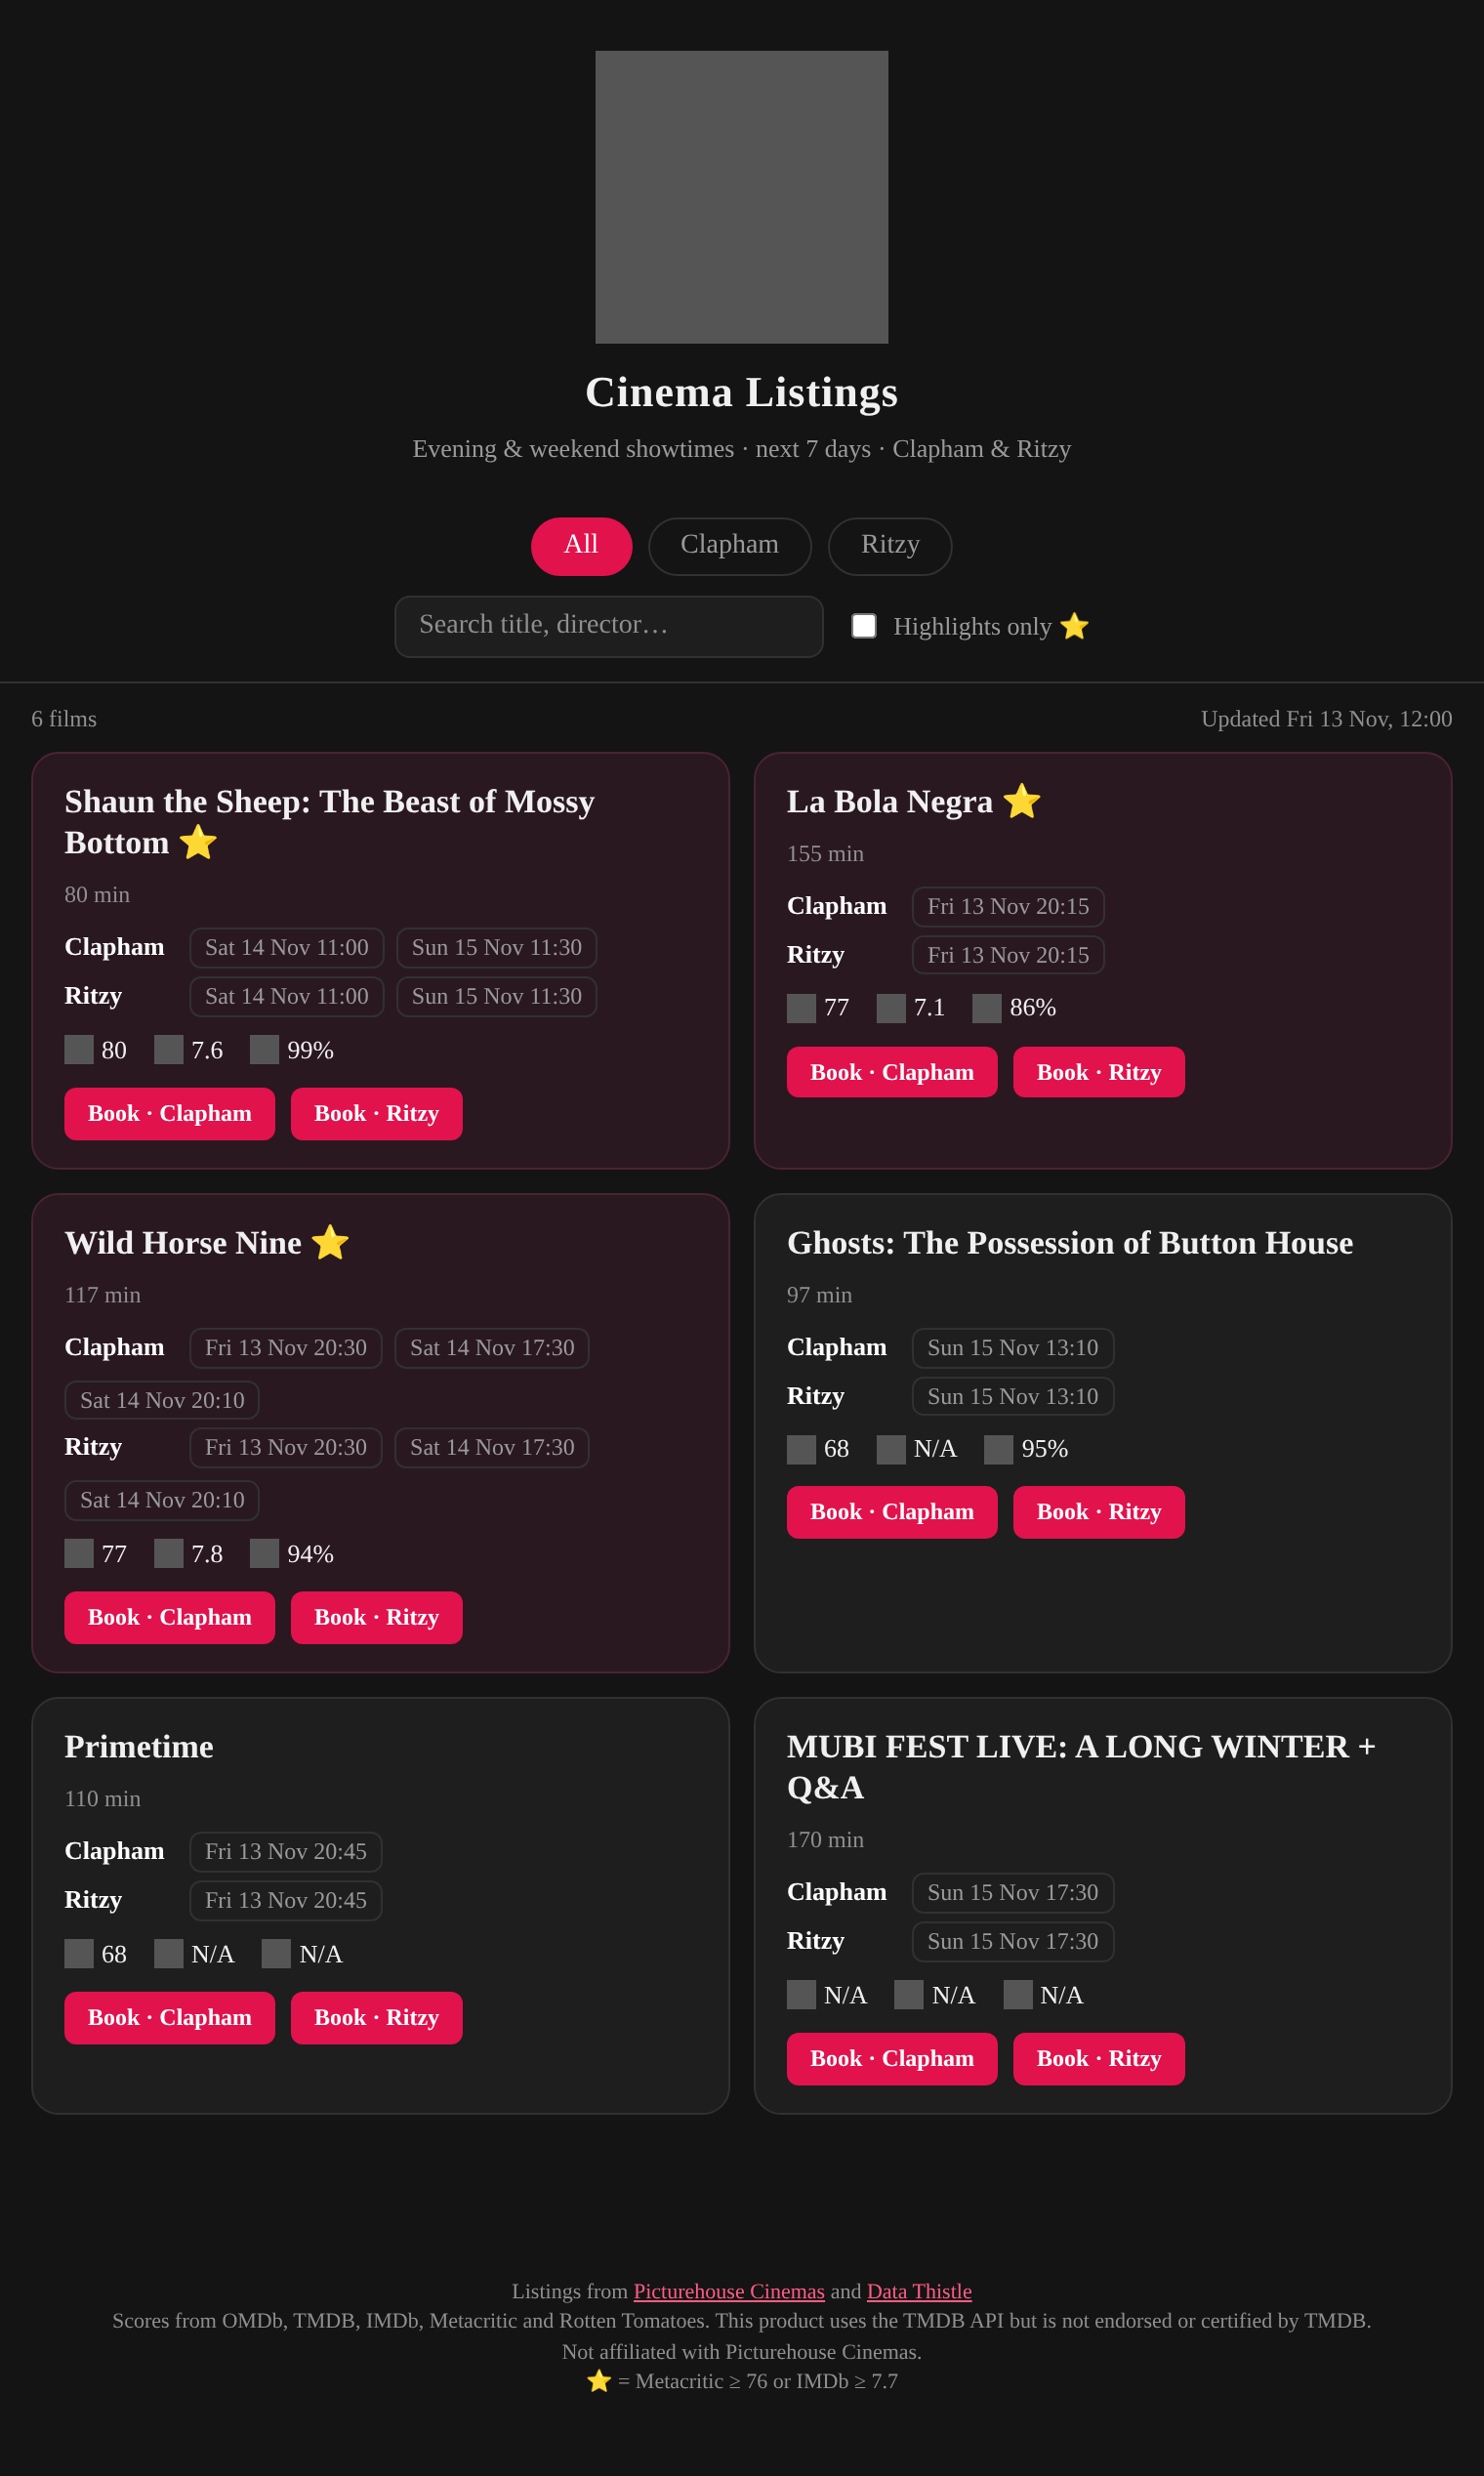 Cinema Listings
Evening & weekend showtimes · next 7 days · Clapham & Ritzy
All Clapham Ritzy
Search title, director… Highlights only ⭐
6 films Updated Fri 13 Nov, 12:00
Shaun the Sheep: The Beast of Mossy
Bottom ⭐
80 min
Clapham Sat 14 Nov 11:00 Sun 15 Nov 11:30
Ritzy Sat 14 Nov 11:00 Sun 15 Nov 11:30
80 7.6 99%
Book · Clapham Book · Ritzy
La Bola Negra ⭐
155 min
Clapham Fri 13 Nov 20:15
Ritzy Fri 13 Nov 20:15
77 7.1 86%
Book · Clapham Book · Ritzy
Wild Horse Nine ⭐
117 min
Clapham Fri 13 Nov 20:30 Sat 14 Nov 17:30
Sat 14 Nov 20:10
Ritzy Fri 13 Nov 20:30 Sat 14 Nov 17:30
Sat 14 Nov 20:10
77 7.8 94%
Book · Clapham Book · Ritzy
Ghosts: The Possession of Button House
97 min
Clapham Sun 15 Nov 13:10
Ritzy Sun 15 Nov 13:10
68 N/A 95%
Book · Clapham Book · Ritzy
Primetime
110 min
Clapham Fri 13 Nov 20:45
Ritzy Fri 13 Nov 20:45
68 N/A N/A
Book · Clapham Book · Ritzy
MUBI FEST LIVE: A LONG WINTER +
Q&A
170 min
Clapham Sun 15 Nov 17:30
Ritzy Sun 15 Nov 17:30
N/A N/A N/A
Book · Clapham Book · Ritzy
Listings from Picturehouse Cinemas and Data Thistle
Scores from OMDb, TMDB, IMDb, Metacritic and Rotten Tomatoes. This product uses the TMDB API but is not endorsed or certified by TMDB.
Not affiliated with Picturehouse Cinemas.
⭐ = Metacritic ≥ 76 or IMDb ≥ 7.7